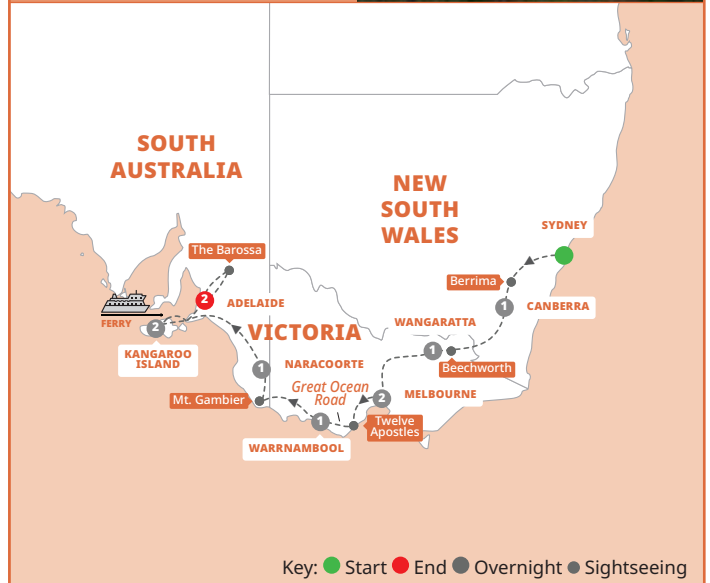 SOUTH
AUSTRALIA
NEW
SOUTH
WALES
SYDNEY
The Barossa
Berrima
2
ADELAIDE
1
CANBERRA
FERRY
2
VICTORIA
WANGARATTA
KANGAROO
ISLAND
1
Beechworth
1
NARACOORTE
Great Ocean
Road
2
MELBOURNE
Mt. Gambier
1
Twelve
Apostles
WARRNAMBOOL
Key: Start End Overnight Sightseeing